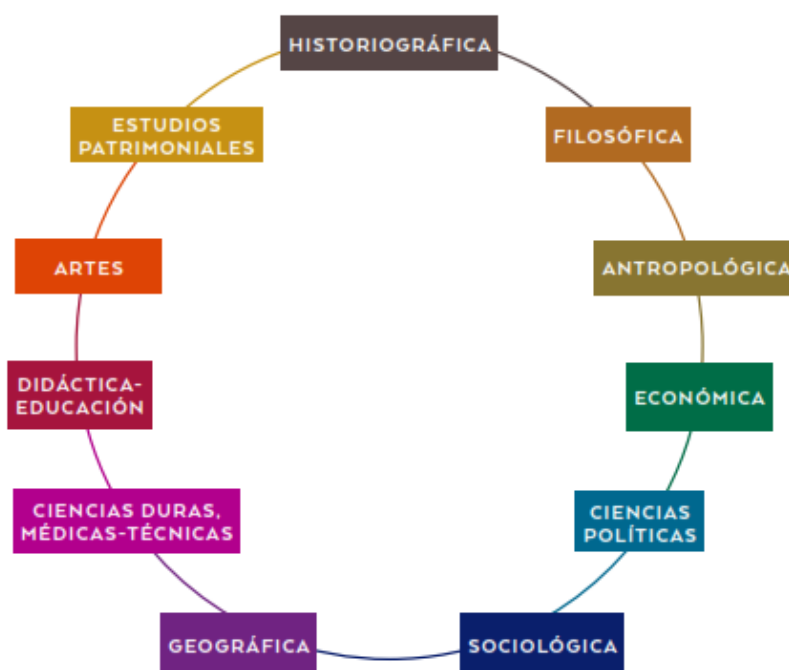 HISTORIOGRÁFICA
ESTUDIOS
PATRIMONIALES
FILOSÓFICA
ARTES
ANTROPOLÓGICA
DIDÁCTICA-
EDUCACIÓN
ECONÓMICA
CIENCIAS DURAS,
MÉDICAS-TÉCNICAS
CIENCIAS
POLÍTICAS
GEOGRÁFICA
SOCIOLÓGICA